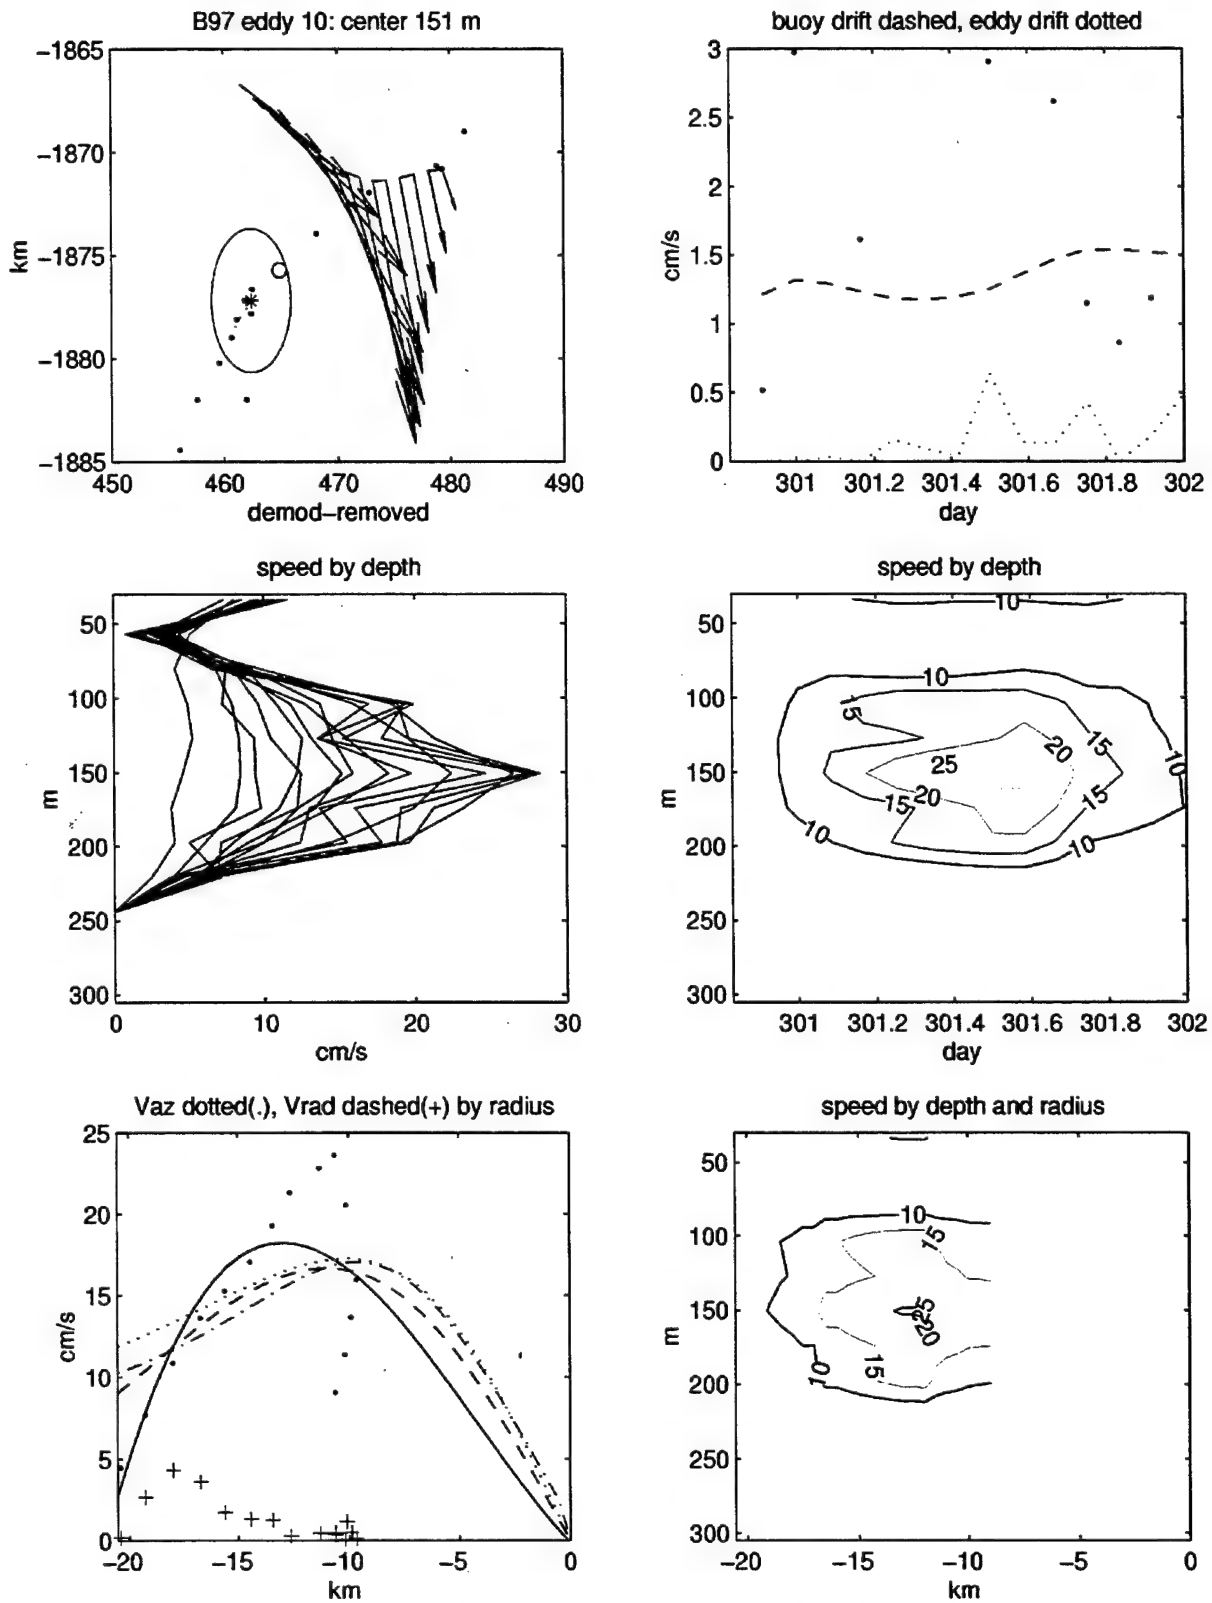 B97 eddy 10: center 151 m
−1865
−1870
−1875
−1880
−1885
km
450 460 470 480 490
demod−removed
buoy drift dashed, eddy drift dotted
3
2.5
2
1.5
1
0.5
0
cm/s
301 301.2 301.4 301.6 301.8 302
day
speed by depth
50
100
150
200
250
300
m
0 10 20 30
cm/s
speed by depth
50
100
150
200
250
300
m
10
10
15
20
15
10
25
15
20
15
10
10
301 301.2 301.4 301.6 301.8 302
day
Vaz dotted(.), Vrad dashed(+) by radius
25
20
15
10
5
0
cm/s
−20 −15 −10 −5 0
km
speed by depth and radius
50
100
150
200
250
300
m
10
15
25
20
15
10
−20 −15 −10 −5 0
km